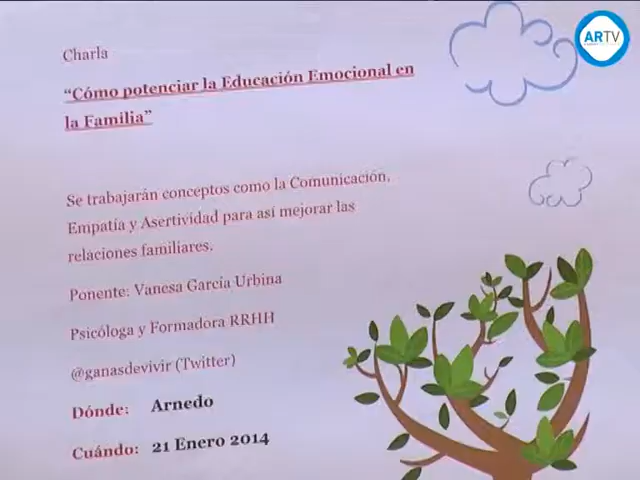 ARTV
Charla
“Cómo potenciar la Educación Emocional en
la Familia”
Se trabajarán conceptos como la Comunicación,
Empatía y Asertividad para así mejorar las
relaciones familiares.
Ponente: Vanesa García Urbina
Psicóloga y Formadora RRHH
@ganasdevivir (Twitter)
Dónde: Arnedo
Cuándo: 21 Enero 2014